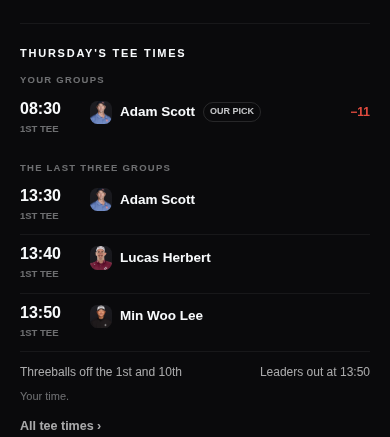 THURSDAY'S TEE TIMES
YOUR GROUPS
08:30 Adam Scott OUR PICK −11
1ST TEE
THE LAST THREE GROUPS
13:30 Adam Scott
1ST TEE
13:40 Lucas Herbert
1ST TEE
13:50 Min Woo Lee
1ST TEE
Threeballs off the 1st and 10th Leaders out at 13:50
Your time.
All tee times ›